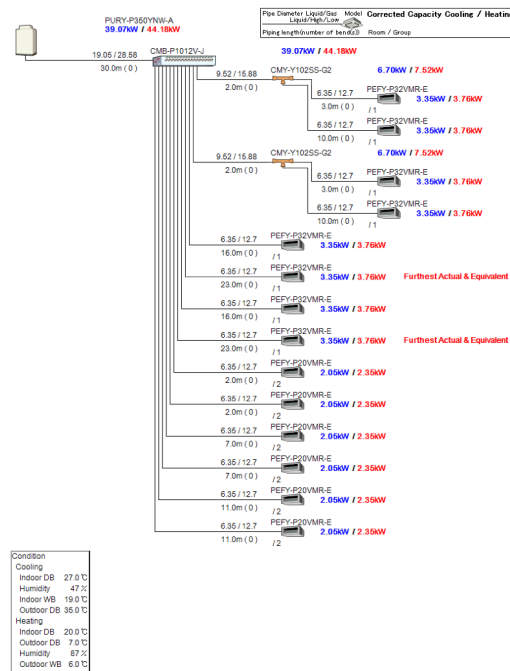 Pipe Diameter Liquid/Gas Model Corrected Capacity Cooling / Heating
Liquid/High/Low
Piping length(number of bends) Room / Group
PURY-P350YNW-A
39.07kW / 44.18kW
19.05 / 28.58 CMB-P1012V-J 39.07kW / 44.18kW
30.0m ( 0 )
9.52 / 15.88 CMY-Y102SS-G2 6.70kW / 7.52kW
2.0m ( 0 )
6.35 / 12.7 PEFY-P32VMR-E
3.0m ( 0 ) 3.35kW / 3.76kW
/ 1
6.35 / 12.7 PEFY-P32VMR-E
10.0m ( 0 ) 3.35kW / 3.76kW
/ 1
9.52 / 15.88 CMY-Y102SS-G2 6.70kW / 7.52kW
2.0m ( 0 )
6.35 / 12.7 PEFY-P32VMR-E
3.0m ( 0 ) 3.35kW / 3.76kW
/ 1
6.35 / 12.7 PEFY-P32VMR-E
10.0m ( 0 ) 3.35kW / 3.76kW
/ 1
6.35 / 12.7 PEFY-P32VMR-E
16.0m ( 0 ) 3.35kW / 3.76kW
/ 1
6.35 / 12.7 PEFY-P32VMR-E
23.0m ( 0 ) 3.35kW / 3.76kW Furthest Actual & Equivalent
/ 1
6.35 / 12.7 PEFY-P32VMR-E
16.0m ( 0 ) 3.35kW / 3.76kW
/ 1
6.35 / 12.7 PEFY-P32VMR-E
23.0m ( 0 ) 3.35kW / 3.76kW Furthest Actual & Equivalent
/ 1
6.35 / 12.7 PEFY-P20VMR-E
2.0m ( 0 ) 2.05kW / 2.35kW
/ 2
6.35 / 12.7 PEFY-P20VMR-E
2.0m ( 0 ) 2.05kW / 2.35kW
/ 2
6.35 / 12.7 PEFY-P20VMR-E
7.0m ( 0 ) 2.05kW / 2.35kW
/ 2
6.35 / 12.7 PEFY-P20VMR-E
7.0m ( 0 ) 2.05kW / 2.35kW
/ 2
6.35 / 12.7 PEFY-P20VMR-E
11.0m ( 0 ) 2.05kW / 2.35kW
/ 2
6.35 / 12.7 PEFY-P20VMR-E
11.0m ( 0 ) 2.05kW / 2.35kW
/ 2
Condition
Cooling
Indoor DB 27.0 ℃
Humidity 47 %
Indoor WB 19.0 ℃
Outdoor DB 35.0 ℃
Heating
Indoor DB 20.0 ℃
Outdoor DB 7.0 ℃
Humidity 87 %
Outdoor WB 6.0 ℃